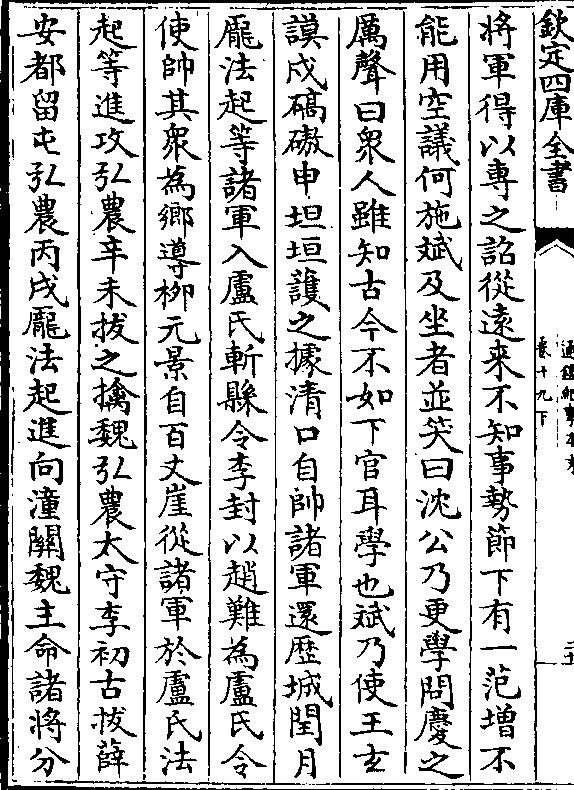 欽定四庫全書
通鑑紀事本末
卷十九下
將軍得以專之詔從遠來不知事勢節下有一范增不
能用空議何施斌及坐者並笑曰沈公乃更學問慶之
厲聲曰衆人雖知古今不如下官耳學也斌乃使王玄
謨戍碻磝申坦垣護之據清口自帥諸軍還歴城閏月
龎法起等諸軍入盧氏斬縣令李封以趙難為盧氏令
使帥其衆為鄉導柳元景自百丈崖從諸軍於盧氏法
起等進攻弘農辛未拔之擒魏弘農太守李初古拔薛
安都留屯弘農丙戌龎法起進向潼關魏主命諸將分